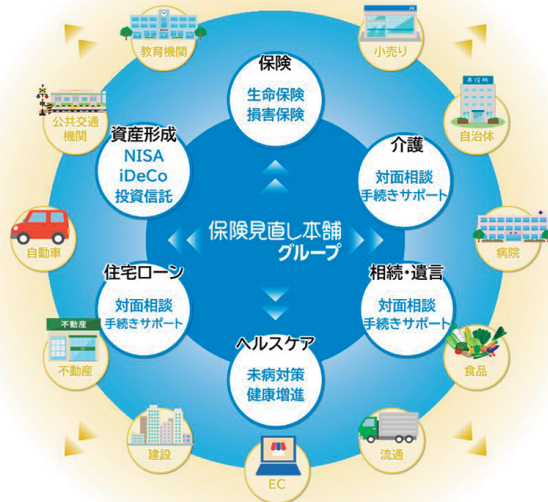 教育機関
小売り
保険
生命保険
損害保険
公共交通
機関
資産形成
NISA
iDeCo
投資信託
市役所
自治体
介護
対面相談
手続きサポート
保険見直し本舗
グループ
自動車
病院
住宅ローン
対面相談
手続きサポート
相続・遺言
対面相談
手続きサポート
不動産
不動産
ヘルスケア
未病対策
健康増進
食品
建設
EC
流通